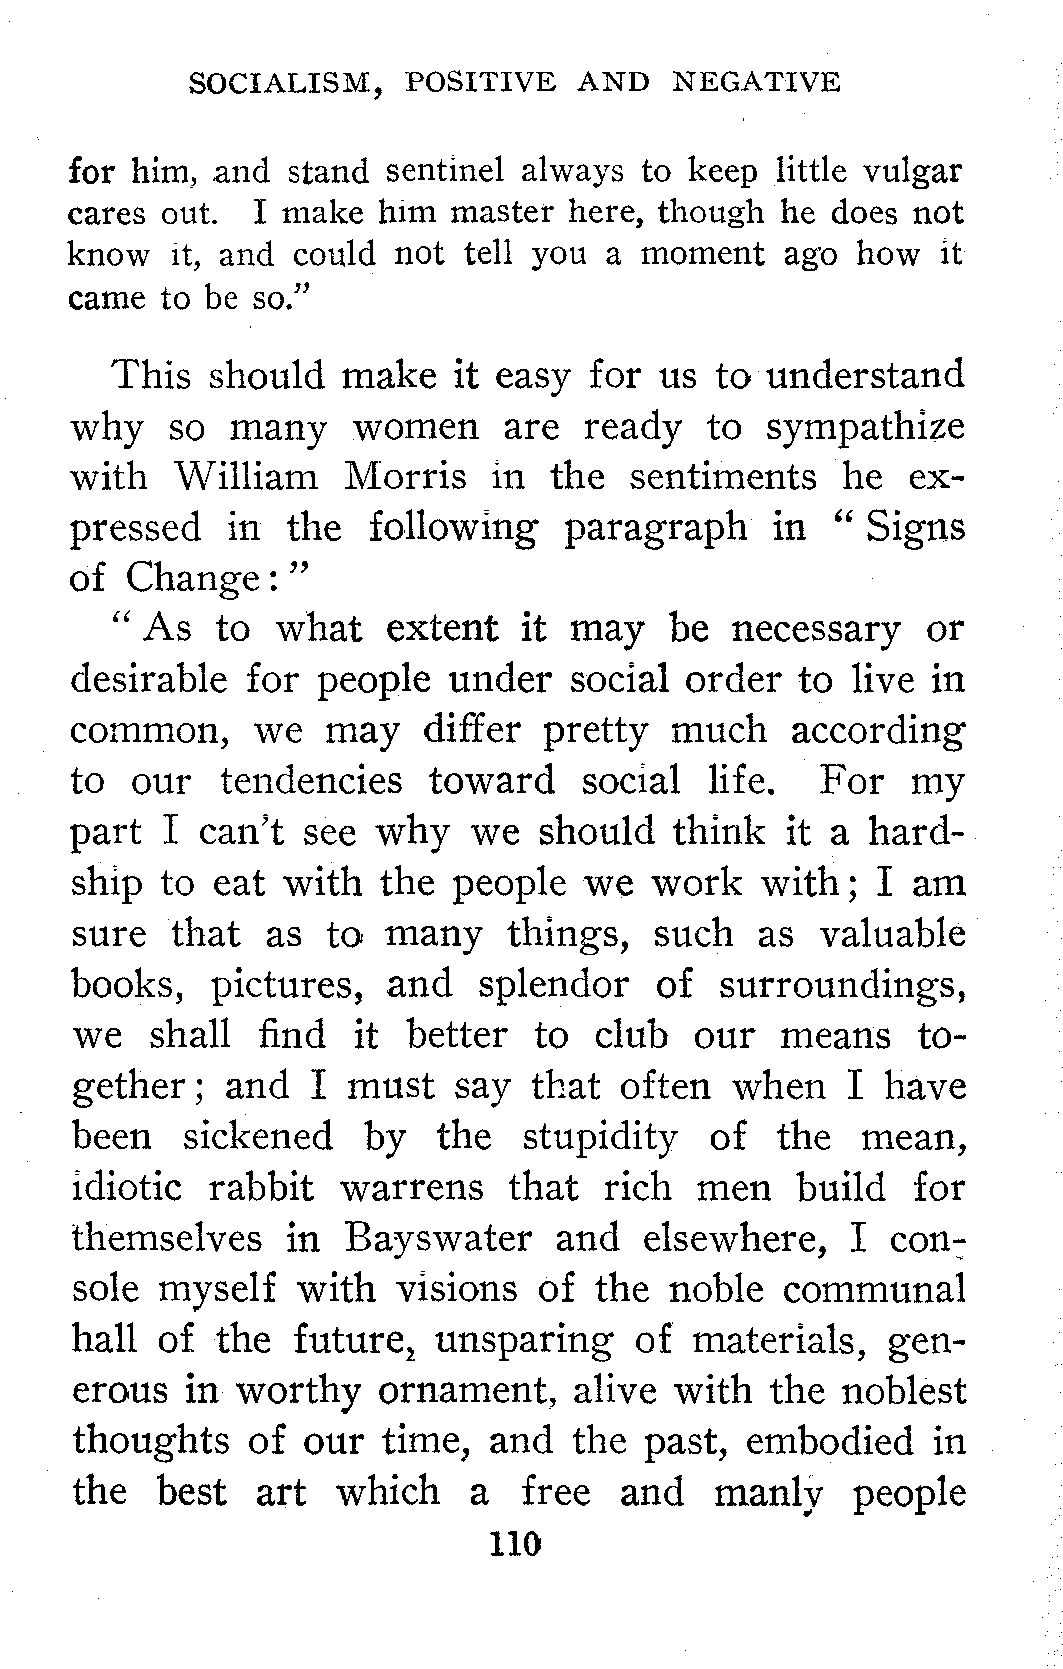 SOCIALISM, POSITIVE AND NEGATIVE
for him, and stand sentinel always to keep little vulgar
cares out. I make him master here, though he does not
know it, and could not tell you a moment ago how it
came to be so.”
This should make it easy for us to understand
why so many women are ready to sympathize
with William Morris in the sentiments he ex-
pressed in the following paragraph in “ Signs
of Change : ”
“ As to what extent it may be necessary or
desirable for people under social order to live in
common, we may differ pretty much according
to our tendencies toward social life. For my
part I can’t see why we should think it a hard-
ship to eat with the people we work with ; I am
sure that as to many things, such as valuable
books, pictures, and splendor of surroundings,
we shall find it better to club our means to-
gether ; and I must say that often when I have
been sickened by the stupidity of the mean,
idiotic rabbit warrens that rich men build for
themselves in Bayswater and elsewhere, I con-
sole myself with visions of the noble communal
hall of the future, unsparing of materials, gen-
erous in worthy ornament, alive with the noblest
thoughts of our time, and the past, embodied in
the best art which a free and manly people
110